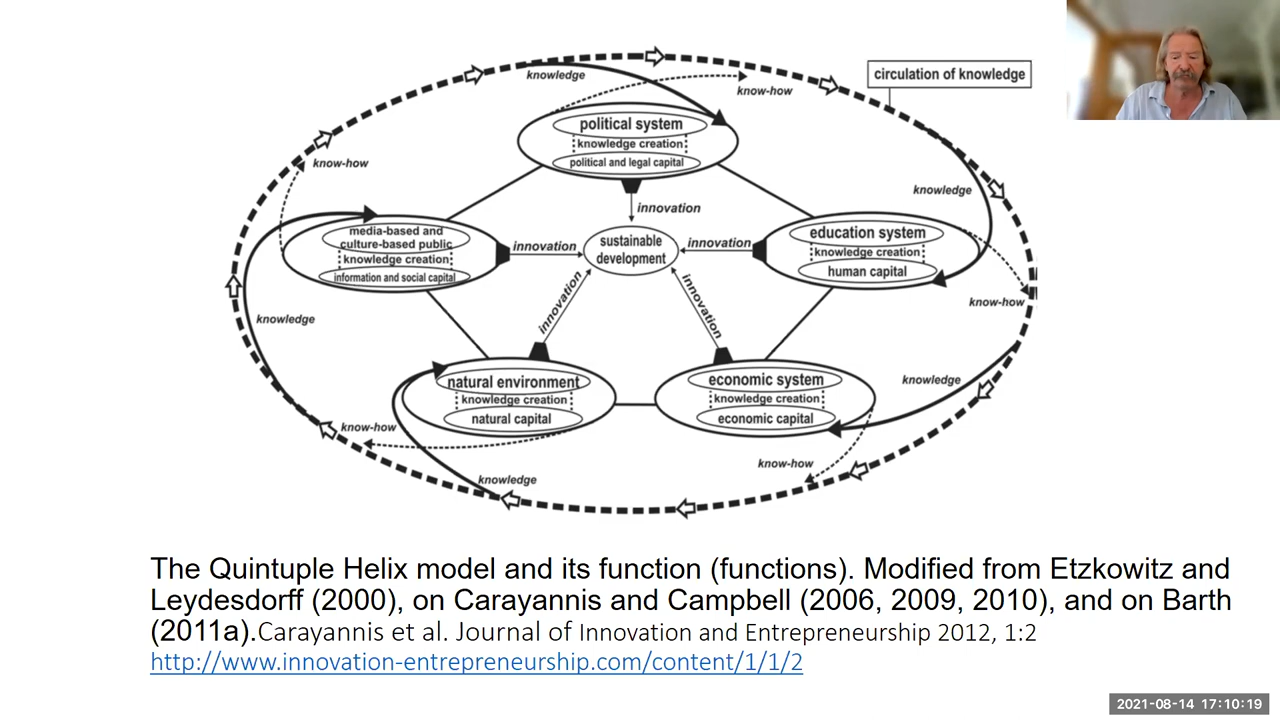 knowledge
know-how
circulation of knowledge
political system
knowledge creation
political and legal capital
know-how
knowledge
innovation
media-based and
culture-based public
knowledge creation
information and social capital
innovation
sustainable
development
innovation
education system
knowledge creation
human capital
know-how
knowledge
innovation
innovation
natural environment
knowledge creation
natural capital
economic system
knowledge creation
economic capital
knowledge
know-how
know-how
knowledge
The Quintuple Helix model and its function (functions). Modified from Etzkowitz and
Leydesdorff (2000), on Carayannis and Campbell (2006, 2009, 2010), and on Barth
(2011a).Carayannis et al. Journal of Innovation and Entrepreneurship 2012, 1:2
http://www.innovation-entrepreneurship.com/content/1/1/2
2021-08-14 17:10:19